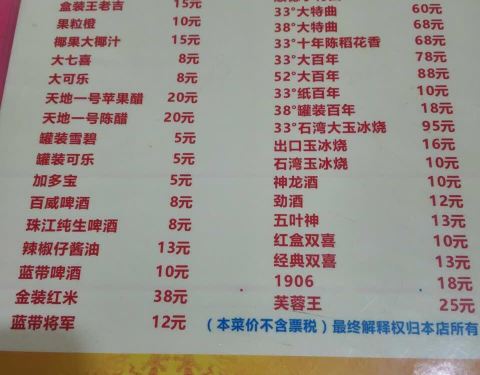 盒装王老吉 15元
果粒橙 10元
椰果大椰汁 15元
大七喜 8元
大可乐 8元
天地一号苹果醋 20元
天地一号陈醋 20元
罐装雪碧 5元
罐装可乐 5元
加多宝 5元
百威啤酒 8元
珠江纯生啤酒 8元
辣椒仔酱油 13元
蓝带啤酒 10元
金装红米 38元
蓝带将军 12元
33°大特曲 60元
38°大特曲 68元
33°十年陈稻花香 68元
33°大百年 78元
52°大百年 88元
33°纸百年 10元
38°罐装百年 18元
33°石湾大玉冰烧 95元
出口玉冰烧 16元
石湾玉冰烧 10元
神龙酒 10元
劲酒 12元
五叶神 13元
红盒双喜 10元
经典双喜 13元
1906 18元
芙蓉王 25元
（本菜价不含票税）最终解释权归本店所有